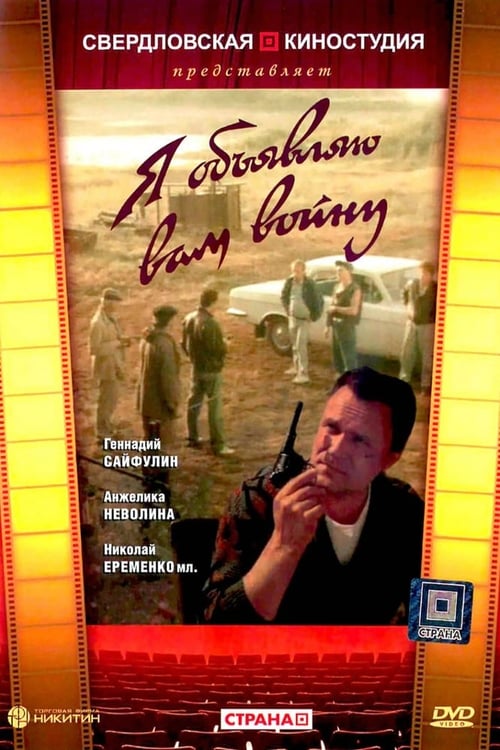 СВЕРДЛОВСКАЯ КИНОСТУДИЯ
представляет
Я объявляю
вам войну
Геннадий
САЙФУЛИН
Анжелика
НЕВОЛИНА
Николай
ЕРЕМЕНКО мл.
СТРАНА
ТОРГОВАЯ ФИРМА
НИКИТИН
СТРАНА
DVD
VIDEO